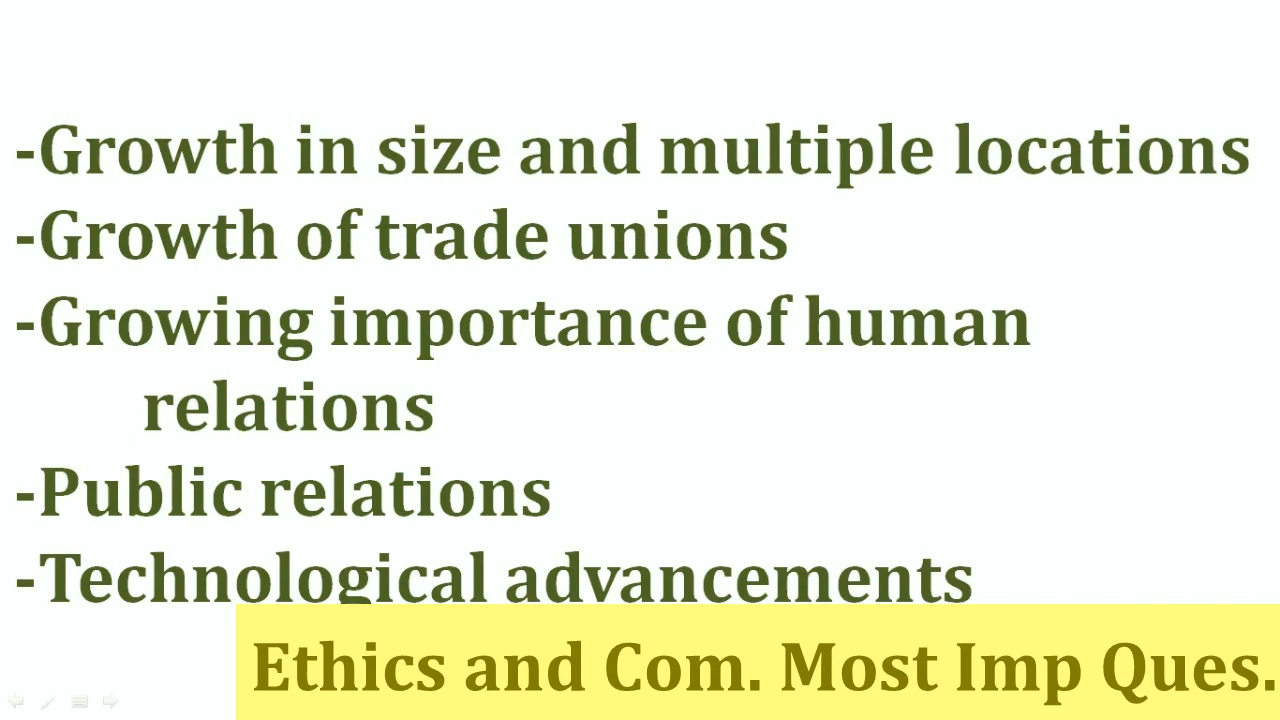 -Growth in size and multiple locations
-Growth of trade unions
-Growing importance of human
relations
-Public relations
-Technological advancements
Ethics and Com. Most Imp Ques.